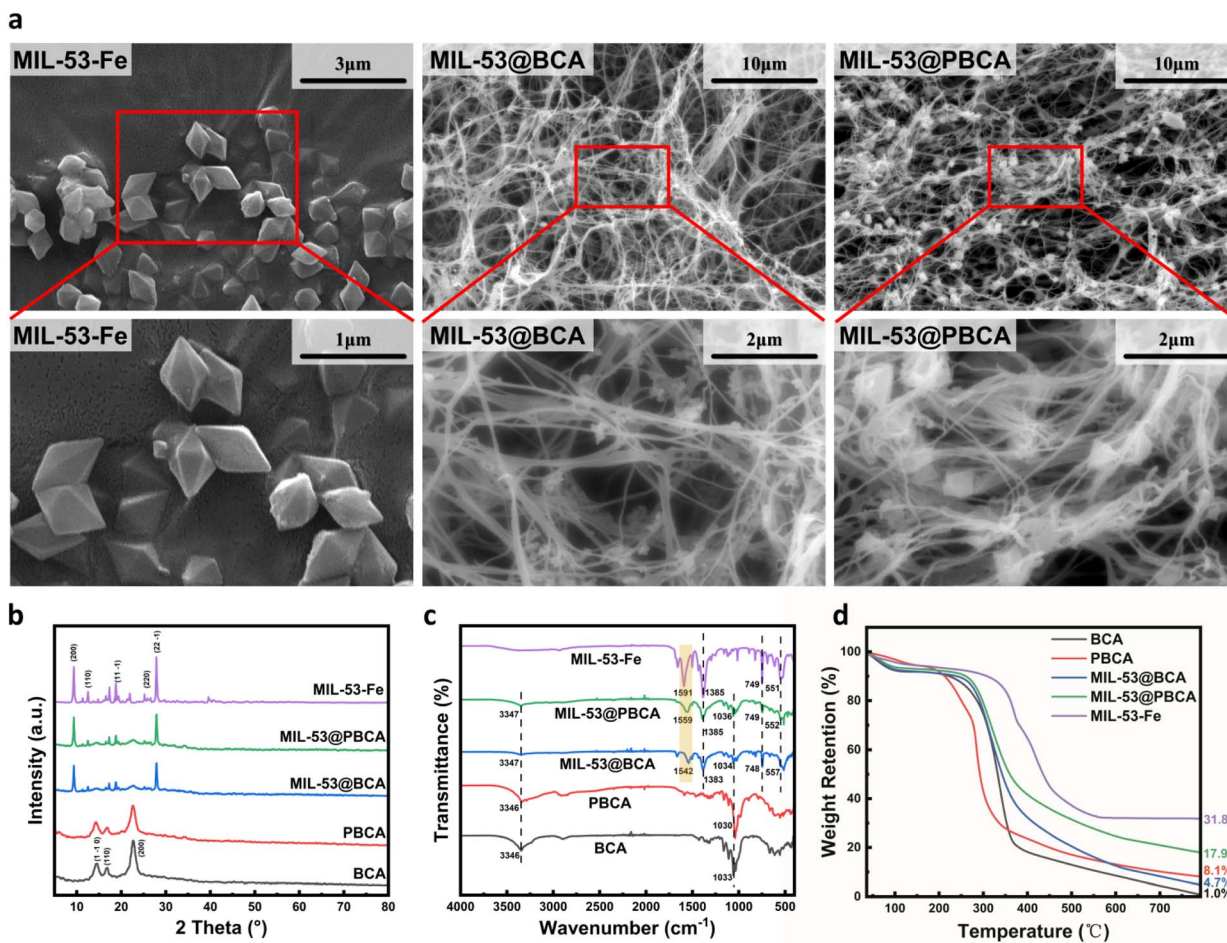 a
MIL-53-Fe
3μm
MIL-53@BCA
10μm
MIL-53@PBCA
10μm
MIL-53-Fe
1μm
MIL-53@BCA
2μm
MIL-53@PBCA
2μm
b
Intensity (a.u.)
(200)
(110)
(11 -1)
(220)
(22 -1)
MIL-53-Fe
MIL-53@PBCA
MIL-53@BCA
PBCA
(1 -1 0)
(110)
(200)
BCA
10 20 30 40 50 60 70 80
2 Theta (°)
c
Transmittance (%)
MIL-53-Fe
1591
1385
749
551
3347
MIL-53@PBCA
1559
1385
1036
749
552
3347
MIL-53@BCA
1542
1383
1034
748
557
3346
PBCA
1030
3346
BCA
1033
4000 3500 3000 2500 2000 1500 1000 500
Wavenumber (cm⁻¹)
d
Weight Retention (%)
100
80
60
40
20
0
BCA
PBCA
MIL-53@BCA
MIL-53@PBCA
MIL-53-Fe
31.8
17.9
8.1%
4.7%
1.0%
100 200 300 400 500 600 700
Temperature (℃)